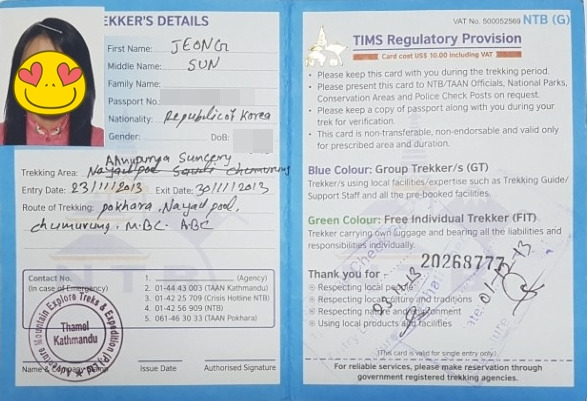 TREKKER'S DETAILS
First Name: JEONG
Middle Name: SUN
Family Name:
Passport No.
Nationality: Republic of Korea
Gender: DoB:
Trekking Area:
Entry Date: 23/11/2013 Exit Date: 30/11/2013
Route of Trekking: pokhara, Nayail pool,
chumurung, M.B.C. ABC
Contact No.
(In case of Emergency)
1. (Agency)
2. 01-44 43 003 (TAAN Kathmandu)
3. 01-42 25 709 (Crisis Hotline NTB)
4. 01-42 56 909 (NTB)
5. 061-46 30 33 (TAAN Pokhara)
Adventure Mountain Explore Treks & Expedition
Thamel
Kathmandu
Name & Company Stamp Issue Date Authorised Signature
VAT No. 500052569 NTB (G)
TIMS Regulatory Provision
Card cost US$ 10.00 including VAT
• Please keep this card with you during the trekking period.
• Please present this card to NTB/TAAN Officials, National Parks,
Conservation Areas and Police Check Posts on request.
• Please keep a copy of passport along with you during your
trek for verification.
• This card is non-transferable, non-endorsable and valid only
for prescribed area and duration.
Blue Colour: Group Trekker/s (GT)
Trekker/s using local facilities/expertise such as Trekking Guide/
Support Staff and all the pre-booked facilities.
Green Colour: Free Individual Trekker (FIT)
Trekker carrying own luggage and bearing all the liabilities and
responsibilities individually.
20268777
Thank you for :-
Respecting local people
Respecting local culture and traditions
Respecting nature and environment
Using local products and facilities
(This card is valid for single entry only.)
For reliable services, please make reservation through
government registered trekking agencies.